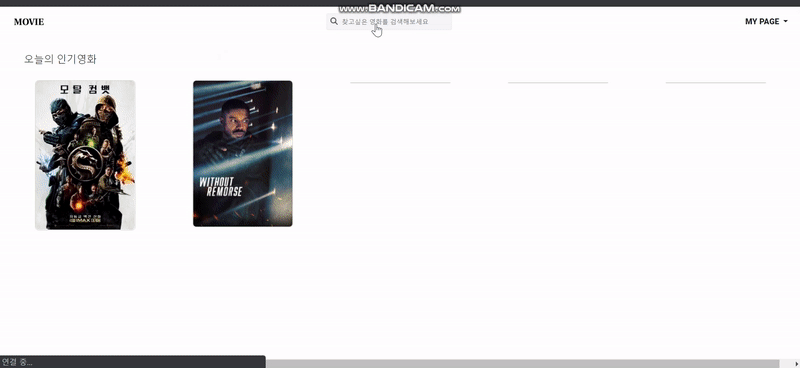 www.BANDICAM.com
MOVIE
찾고싶은 영화를 검색해보세요
MY PAGE
오늘의 인기영화
모탈 컴뱃
WITHOUT
REMORSE
연결 중...